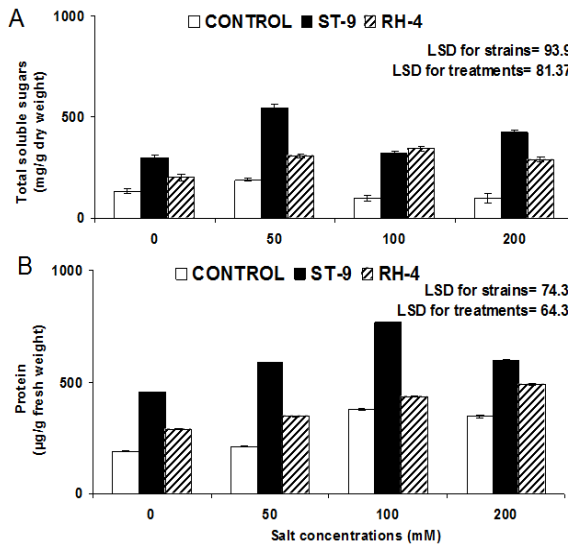 A
CONTROL ST-9 RH-4
LSD for strains= 93.9
LSD for treatments= 81.37
Total soluble sugars
(mg/g dry weight)
1000
500
0
0 50 100 200
B
CONTROL ST-9 RH-4
LSD for strains= 74.3
LSD for treatments= 64.3
Protein
(µg/g fresh weight)
1000
500
0
0 50 100 200
Salt concentrations (mM)